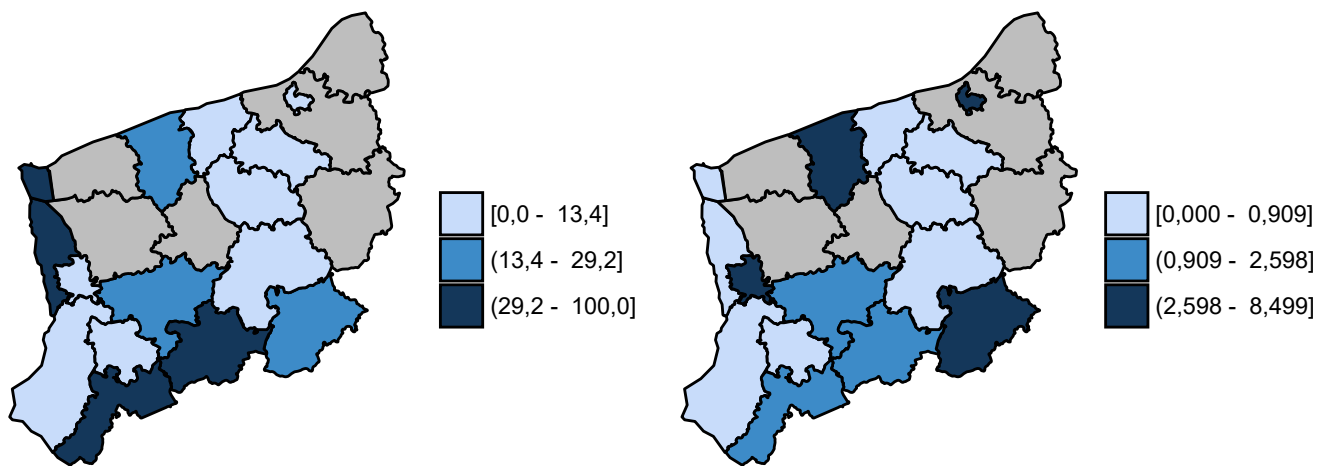 [0,0 - 13,4]
(13,4 - 29,2]
(29,2 - 100,0]
[0,000 - 0,909]
(0,909 - 2,598]
(2,598 - 8,499]